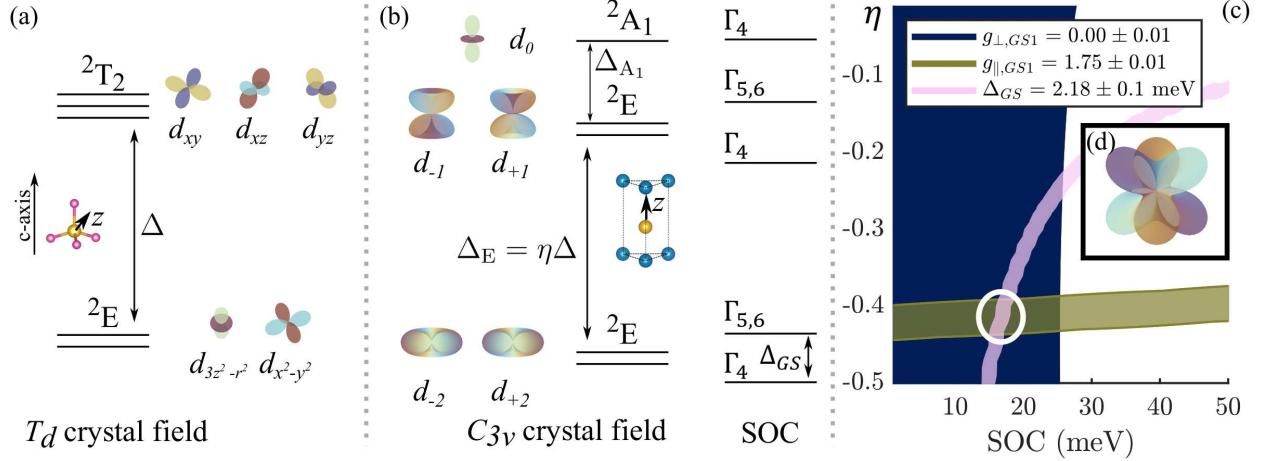 (a)
²T₂
d_xy d_xz d_yz
c-axis
z
Δ
²E
d_3z²-r² d_x²-y²
T_d crystal field
(b)
²A₁
d_0
Δ_A₁
²E
d_-1 d_+1
z
Δ_E = ηΔ
²E
d_-2 d_+2
C_3v crystal field
Γ₄
Γ₅,₆
Γ₄
Γ₅,₆
Δ_GS
Γ₄
SOC
η
(c)
g_⊥,GS1 = 0.00 ± 0.01
g_∥,GS1 = 1.75 ± 0.01
Δ_GS = 2.18 ± 0.1 meV
(d)
-0.1
-0.2
-0.3
-0.4
-0.5
10 20 30 40 50
SOC (meV)